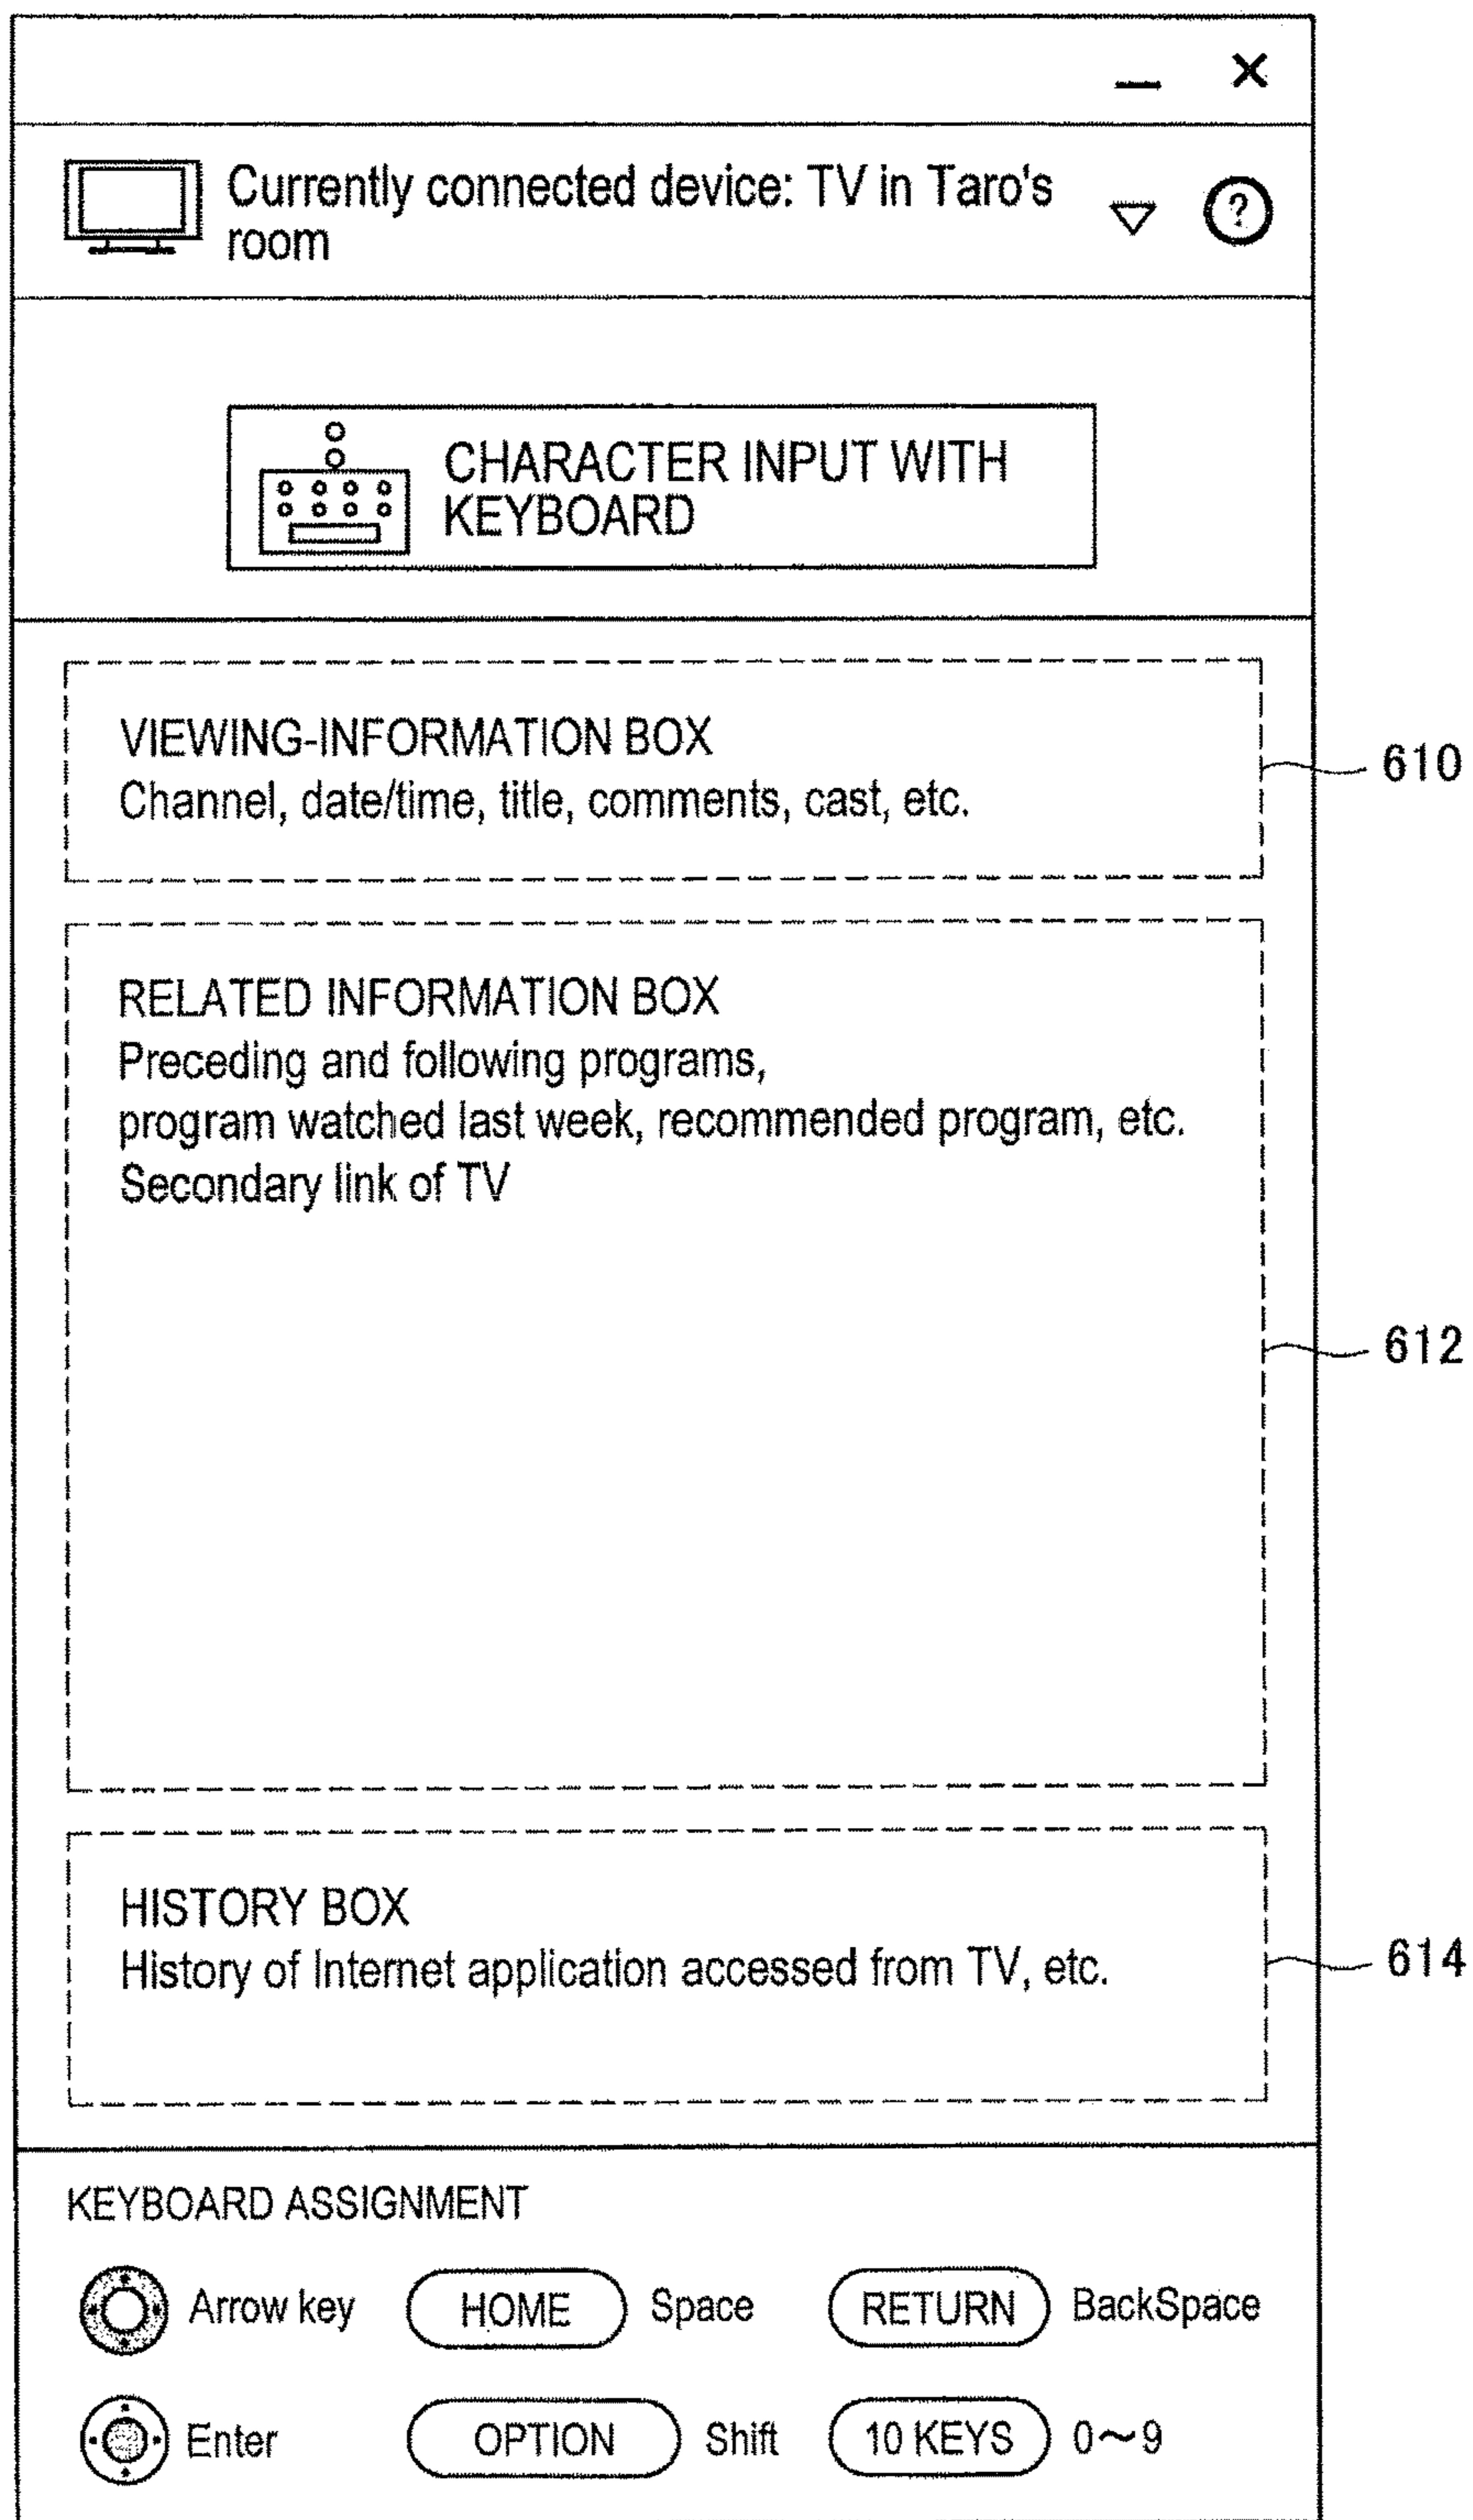 Currently connected device: TV in Taro's
room
?
CHARACTER INPUT WITH
KEYBOARD
VIEWING-INFORMATION BOX
Channel, date/time, title, comments, cast, etc.
610
RELATED INFORMATION BOX
Preceding and following programs,
program watched last week, recommended program, etc.
Secondary link of TV
612
HISTORY BOX
History of Internet application accessed from TV, etc.
614
KEYBOARD ASSIGNMENT
Arrow key HOME Space RETURN BackSpace
Enter OPTION Shift 10 KEYS 0～9